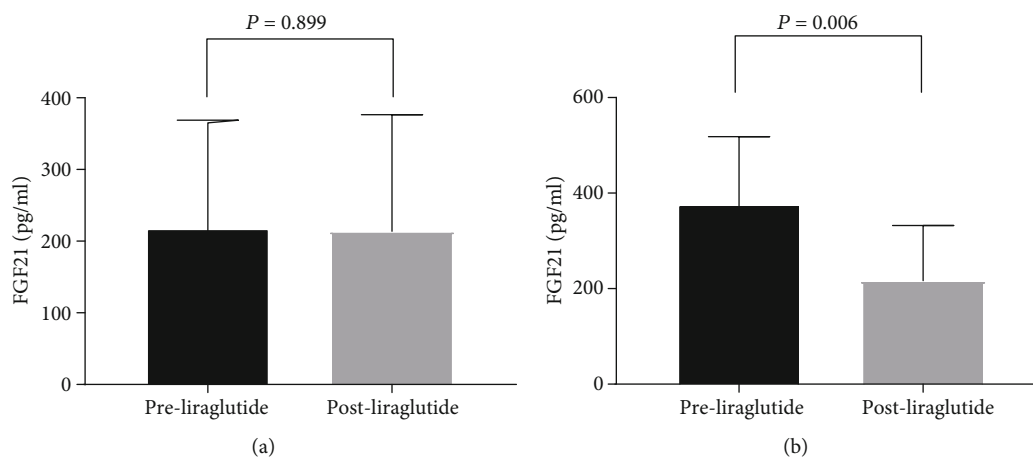 P = 0.899
400
300
200
100
0
FGF21 (pg/ml)
Pre-liraglutide
Post-liraglutide
(a)
P = 0.006
600
400
200
0
FGF21 (pg/ml)
Pre-liraglutide
Post-liraglutide
(b)